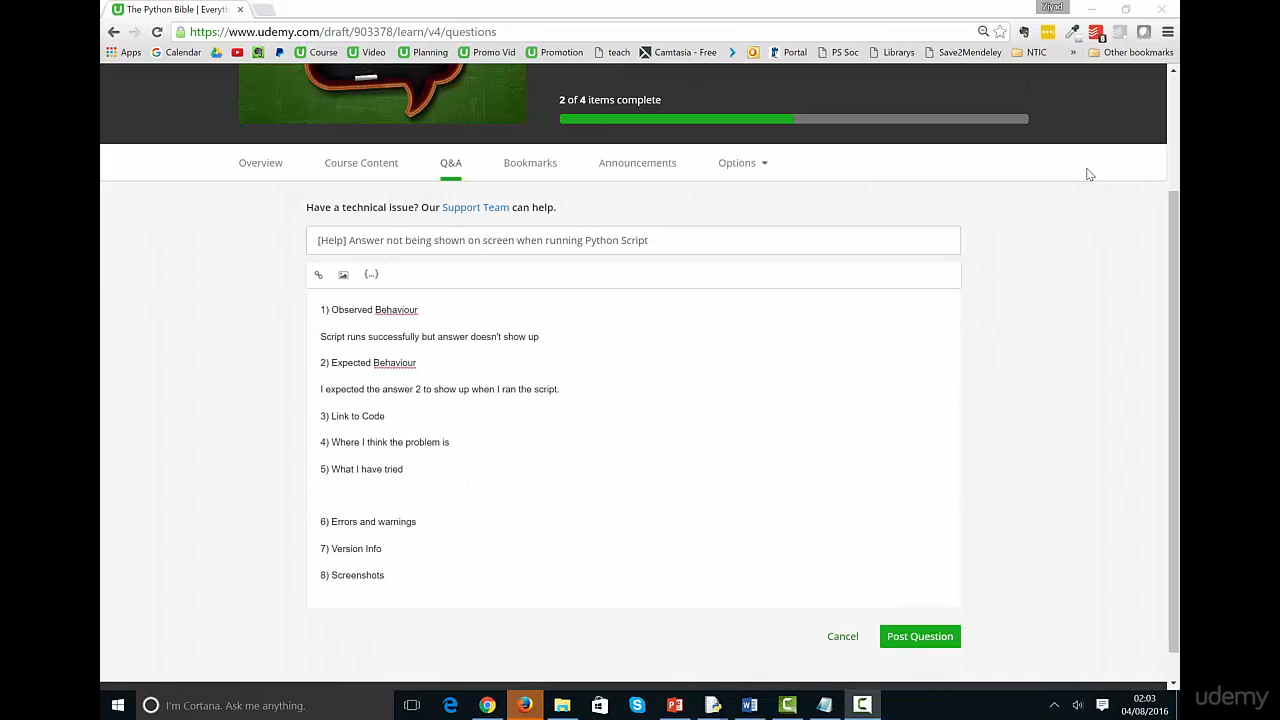 The Python Bible | Everyth
Ziyad
https://www.udemy.com/draft/903378/learn/v4/questions
Apps Calendar Course Video Planning Promo Vid Promotion teach Camtasia - Free Port FS Soc Library Save2Mendeley NTIC » Other bookmarks
2 of 4 items complete
Overview Course Content Q&A Bookmarks Announcements Options
Have a technical issue? Our Support Team can help.
[Help] Answer not being shown on screen when running Python Script
{...}
1) Observed Behaviour
Script runs successfully but answer doesn't show up
2) Expected Behaviour
I expected the answer 2 to show up when I ran the script.
3) Link to Code
4) Where I think the problem is
5) What I have tried
6) Errors and warnings
7) Version Info
8) Screenshots
Cancel Post Question
I'm Cortana. Ask me anything.
02:03
04/08/2016
udemy